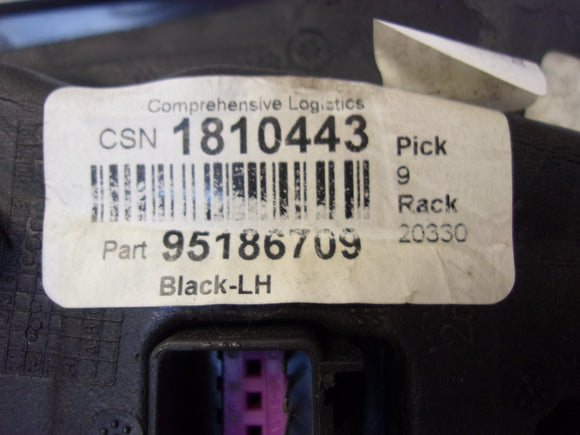 Comprehensive Logistics
CSN 1810443
Pick
9
Rack
20330
Part 95186709
Black-LH